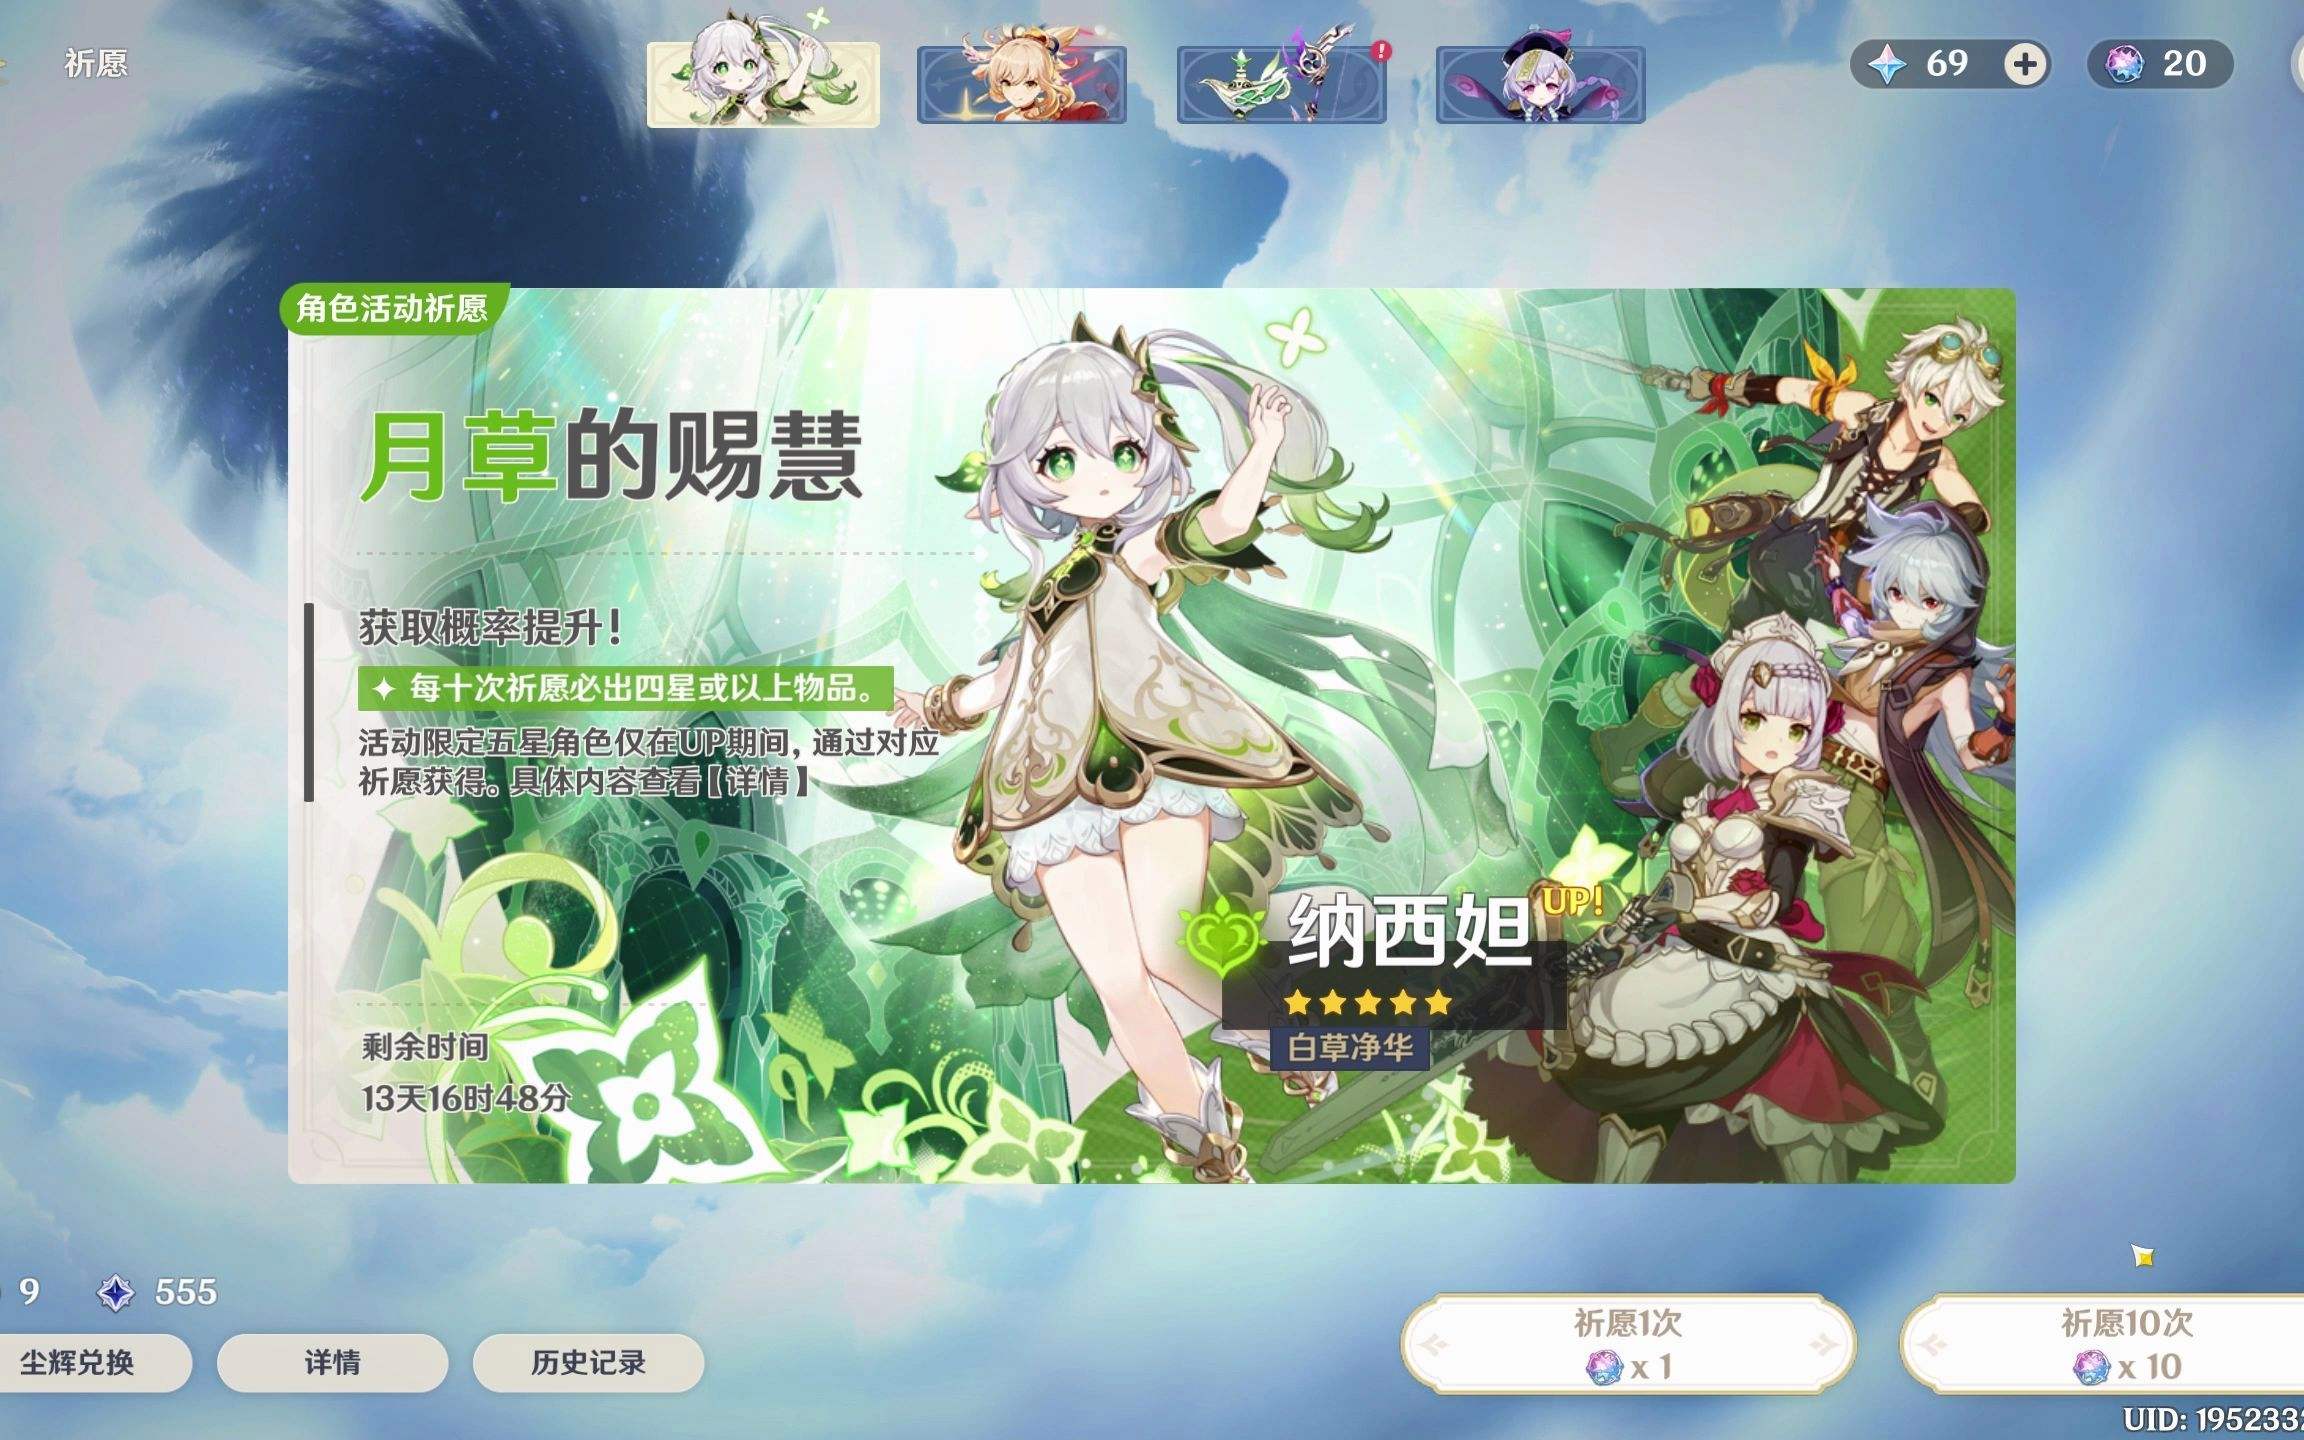 祈愿
69
20
角色活动祈愿
月草的赐慧
获取概率提升！
每十次祈愿必出四星或以上物品。
活动限定五星角色仅在UP期间，通过对应
祈愿获得。具体内容查看【详情】
纳西妲
UP!
白草净华
剩余时间
13天16时48分
9
555
尘辉兑换
详情
历史记录
祈愿1次
x 1
祈愿10次
x 10
UID: 1952332